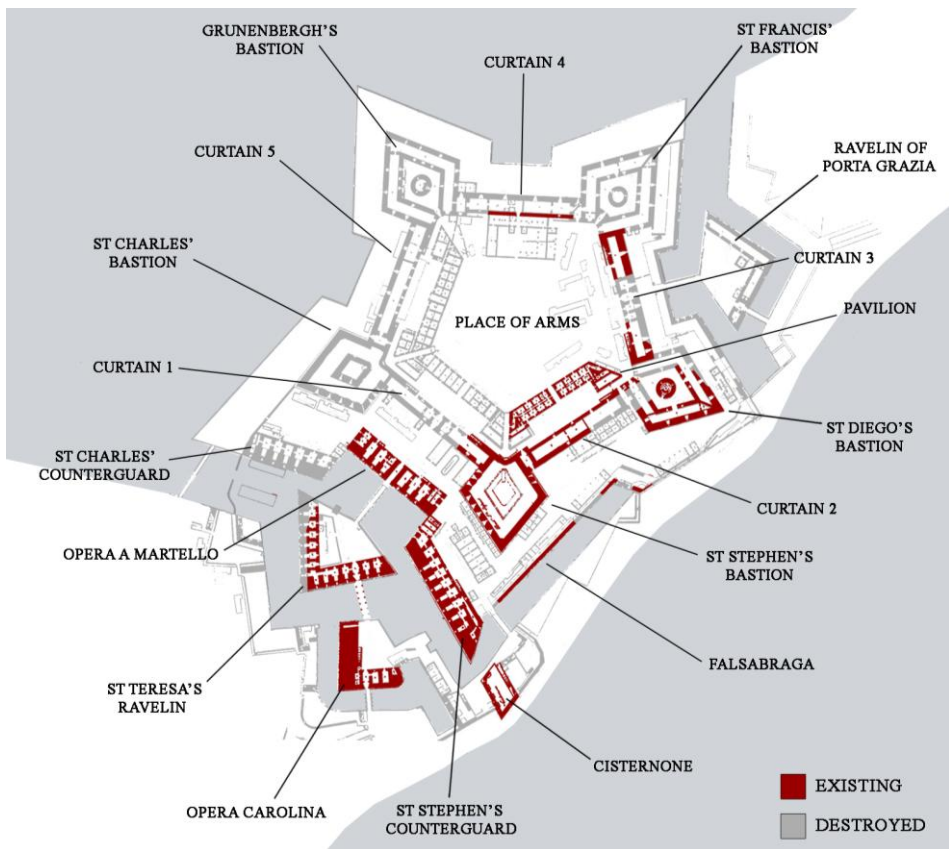 GRUNENBERGH'S
BASTION
CURTAIN 4
ST FRANCIS'
BASTION
CURTAIN 5
RAVELIN OF
PORTA GRAZIA
ST CHARLES'
BASTION
CURTAIN 3
PLACE OF ARMS
PAVILION
CURTAIN 1
ST DIEGO'S
BASTION
ST CHARLES'
COUNTERGUARD
CURTAIN 2
OPERA A MARTELLO
ST STEPHEN'S
BASTION
FALSABRAGA
ST TERESA'S
RAVELIN
CISTERNONE
OPERA CAROLINA
ST STEPHEN'S
COUNTERGUARD
EXISTING
DESTROYED